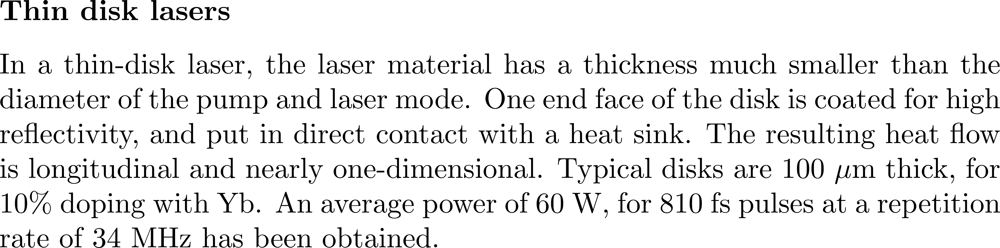 Thin disk lasers
In a thin-disk laser, the laser material has a thickness much smaller than the
diameter of the pump and laser mode. One end face of the disk is coated for high
reflectivity, and put in direct contact with a heat sink. The resulting heat flow
is longitudinal and nearly one-dimensional. Typical disks are 100 μm thick, for
10% doping with Yb. An average power of 60 W, for 810 fs pulses at a repetition
rate of 34 MHz has been obtained.